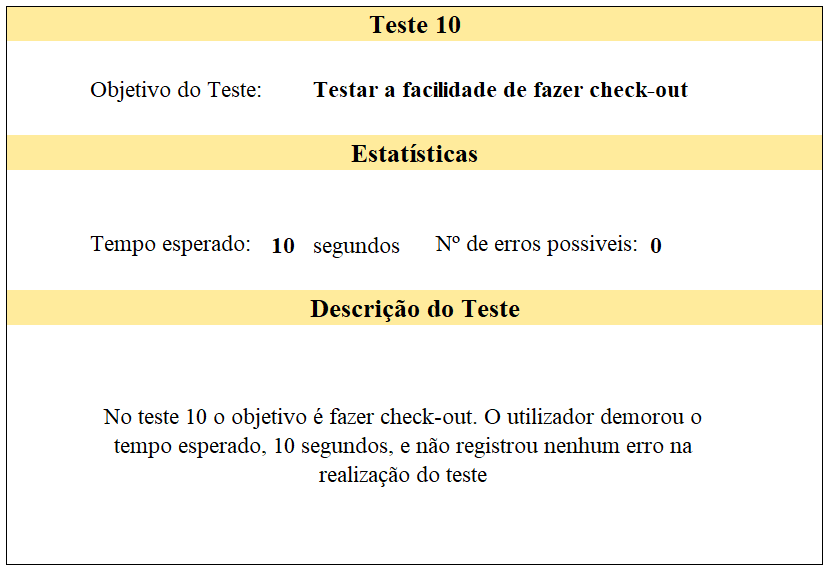 Teste 10
Objetivo do Teste: Testar a facilidade de fazer check-out
Estatísticas
Tempo esperado: 10 segundos Nº de erros possiveis: 0
Descrição do Teste
No teste 10 o objetivo é fazer check-out. O utilizador demorou o
tempo esperado, 10 segundos, e não registrou nenhum erro na
realização do teste